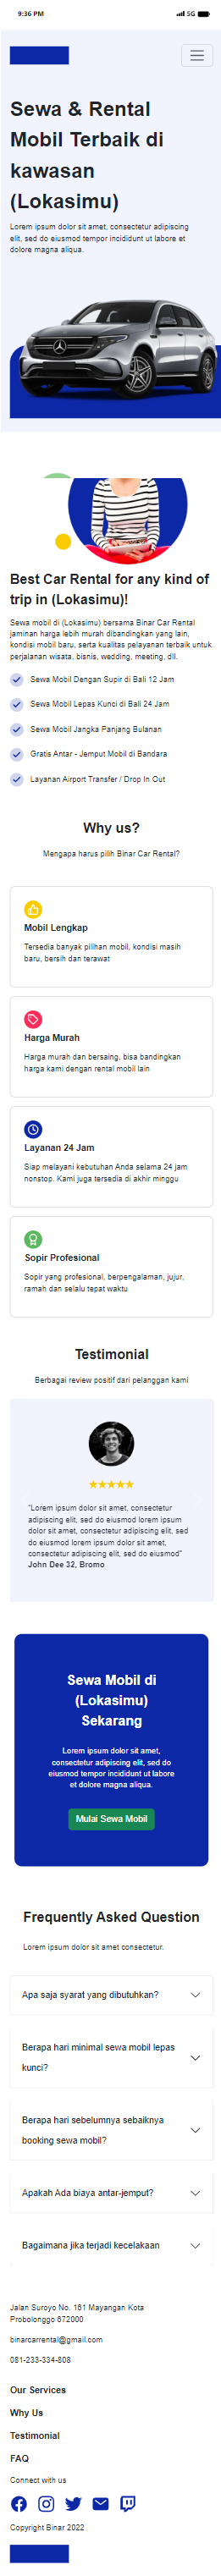 9:36 PM
5G
Sewa & Rental
Mobil Terbaik di
kawasan
(Lokasimu)
Lorem ipsum dolor sit amet, consectetur adipiscing
elit, sed do eiusmod tempor incididunt ut labore et
dolore magna aliqua.
Best Car Rental for any kind of
trip in (Lokasimu)!
Sewa mobil di (Lokasimu) bersama Binar Car Rental
jaminan harga lebih murah dibandingkan yang lain,
kondisi mobil baru, serta kualitas pelayanan terbaik untuk
perjalanan wisata, bisnis, wedding, meeting, dll.
Sewa Mobil Dengan Supir di Bali 12 Jam
Sewa Mobil Lepas Kunci di Bali 24 Jam
Sewa Mobil Jangka Panjang Bulanan
Gratis Antar - Jemput Mobil di Bandara
Layanan Airport Transfer / Drop In Out
Why us?
Mengapa harus pilih Binar Car Rental?
Mobil Lengkap
Tersedia banyak pilihan mobil, kondisi masih
baru, bersih dan terawat
Harga Murah
Harga murah dan bersaing, bisa bandingkan
harga kami dengan rental mobil lain
Layanan 24 Jam
Siap melayani kebutuhan Anda selama 24 jam
nonstop. Kami juga tersedia di akhir minggu
Sopir Profesional
Sopir yang profesional, berpengalaman, jujur,
ramah dan selalu tepat waktu
Testimonial
Berbagai review positif dari pelanggan kami
"Lorem ipsum dolor sit amet, consectetur
adipiscing elit, sed do eiusmod lorem ipsum
dolor sit amet, consectetur adipiscing elit, sed
do eiusmod lorem ipsum dolor sit amet,
consectetur adipiscing elit, sed do eiusmod"
John Dee 32, Bromo
Sewa Mobil di
(Lokasimu)
Sekarang
Lorem ipsum dolor sit amet,
consectetur adipiscing elit, sed do
eiusmod tempor incididunt ut labore
et dolore magna aliqua.
Mulai Sewa Mobil
Frequently Asked Question
Lorem ipsum dolor sit amet consectetur.
Apa saja syarat yang dibutuhkan?
Berapa hari minimal sewa mobil lepas
kunci?
Berapa hari sebelumnya sebaiknya
booking sewa mobil?
Apakah Ada biaya antar-jemput?
Bagaimana jika terjadi kecelakaan
Jalan Suroyo No. 161 Mayangan Kota
Probolonggo 672000
binarcarrental@gmail.com
081-233-334-808
Our Services
Why Us
Testimonial
FAQ
Connect with us
Copyright Binar 2022